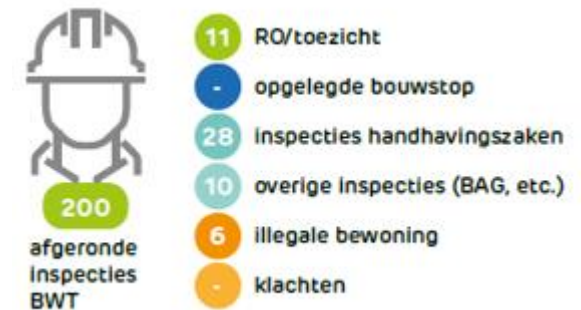 200
afgeronde
inspecties
BWT
11 RO/toezicht
- opgelegde bouwstop
28 inspecties handhavingszaken
10 overige inspecties (BAG, etc.)
6 illegale bewoning
- klachten